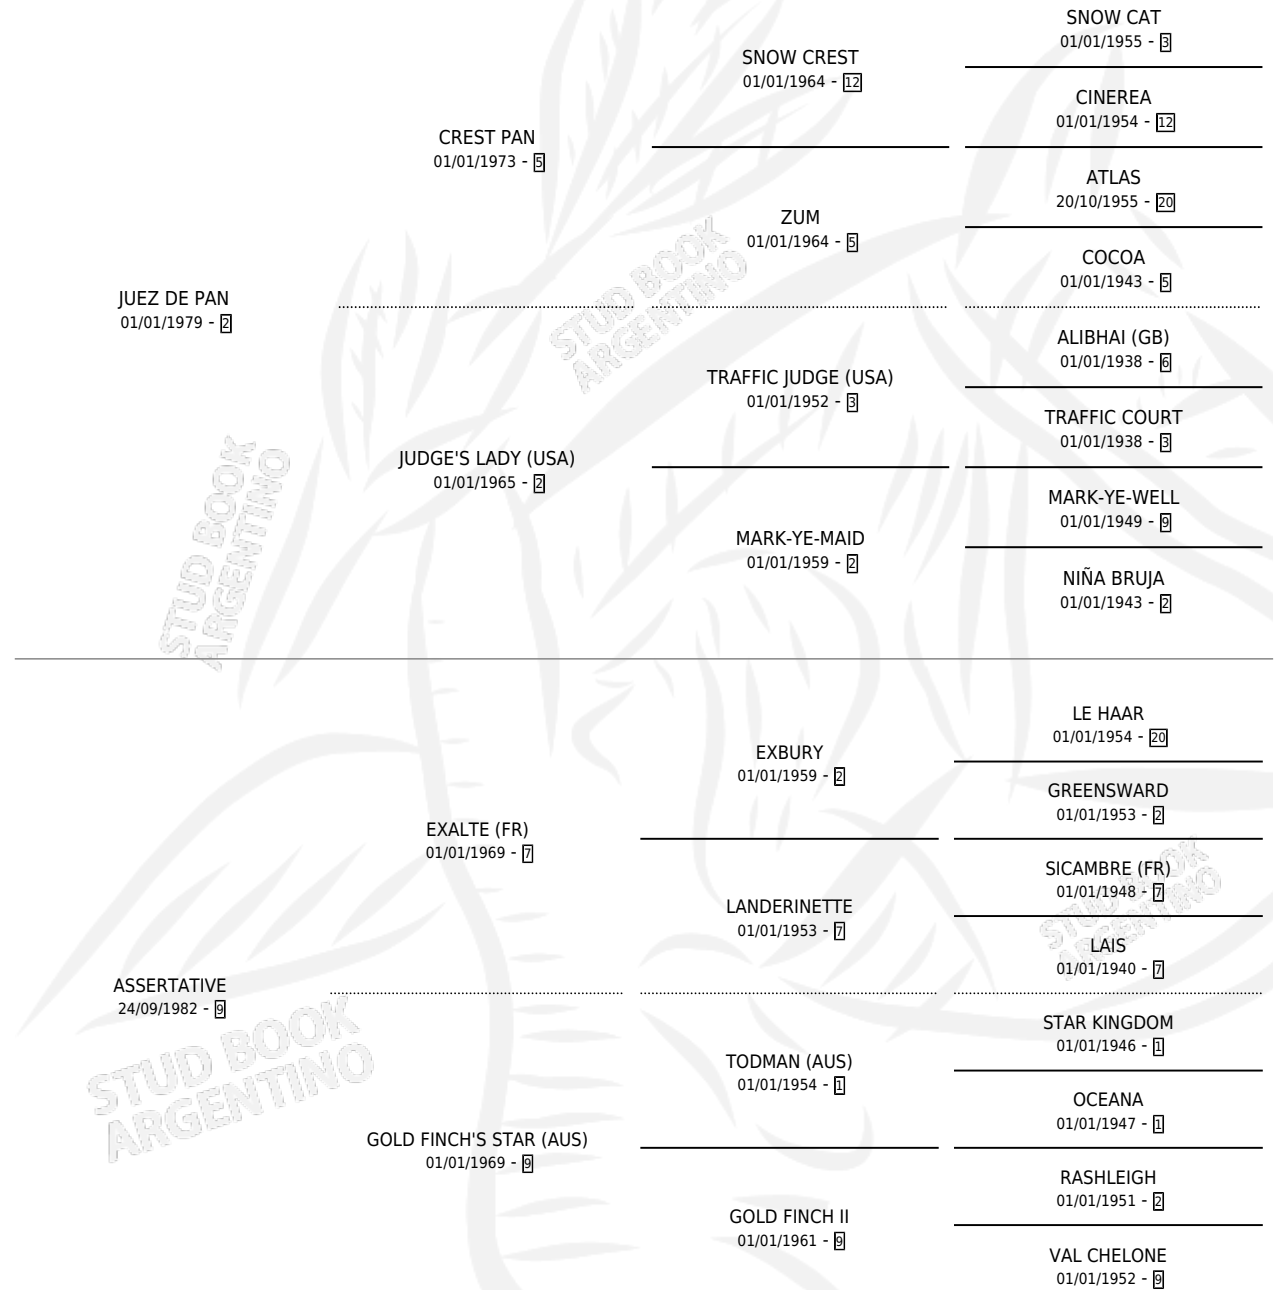 SNOW CAT
01/01/1955 - 3
SNOW CREST
01/01/1964 - 12
CINEREA
01/01/1954 - 12
CREST PAN
01/01/1973 - 5
ATLAS
20/10/1955 - 20
ZUM
01/01/1964 - 5
COCOA
01/01/1943 - 5
JUEZ DE PAN
01/01/1979 - 2
ALIBHAI (GB)
01/01/1938 - 6
TRAFFIC JUDGE (USA)
01/01/1952 - 3
TRAFFIC COURT
01/01/1938 - 3
JUDGE'S LADY (USA)
01/01/1965 - 2
MARK-YE-WELL
01/01/1949 - 9
MARK-YE-MAID
01/01/1959 - 2
NIÑA BRUJA
01/01/1943 - 2
LE HAAR
01/01/1954 - 20
EXBURY
01/01/1959 - 2
GREENSWARD
01/01/1953 - 2
EXALTE (FR)
01/01/1969 - 7
SICAMBRE (FR)
01/01/1948 - 7
LANDERINETTE
01/01/1953 - 7
LAIS
01/01/1940 - 7
ASSERTATIVE
24/09/1982 - 9
STAR KINGDOM
01/01/1946 - 1
TODMAN (AUS)
01/01/1954 - 1
OCEANA
01/01/1947 - 1
GOLD FINCH'S STAR (AUS)
01/01/1969 - 9
RASHLEIGH
01/01/1951 - 2
GOLD FINCH II
01/01/1961 - 9
VAL CHELONE
01/01/1952 - 9
STUD BOOK
ARGENTINO
STUD BOOK
ARGENTINO
STUD BOOK
ARGENTINO
STUD BOOK
ARGENTINO